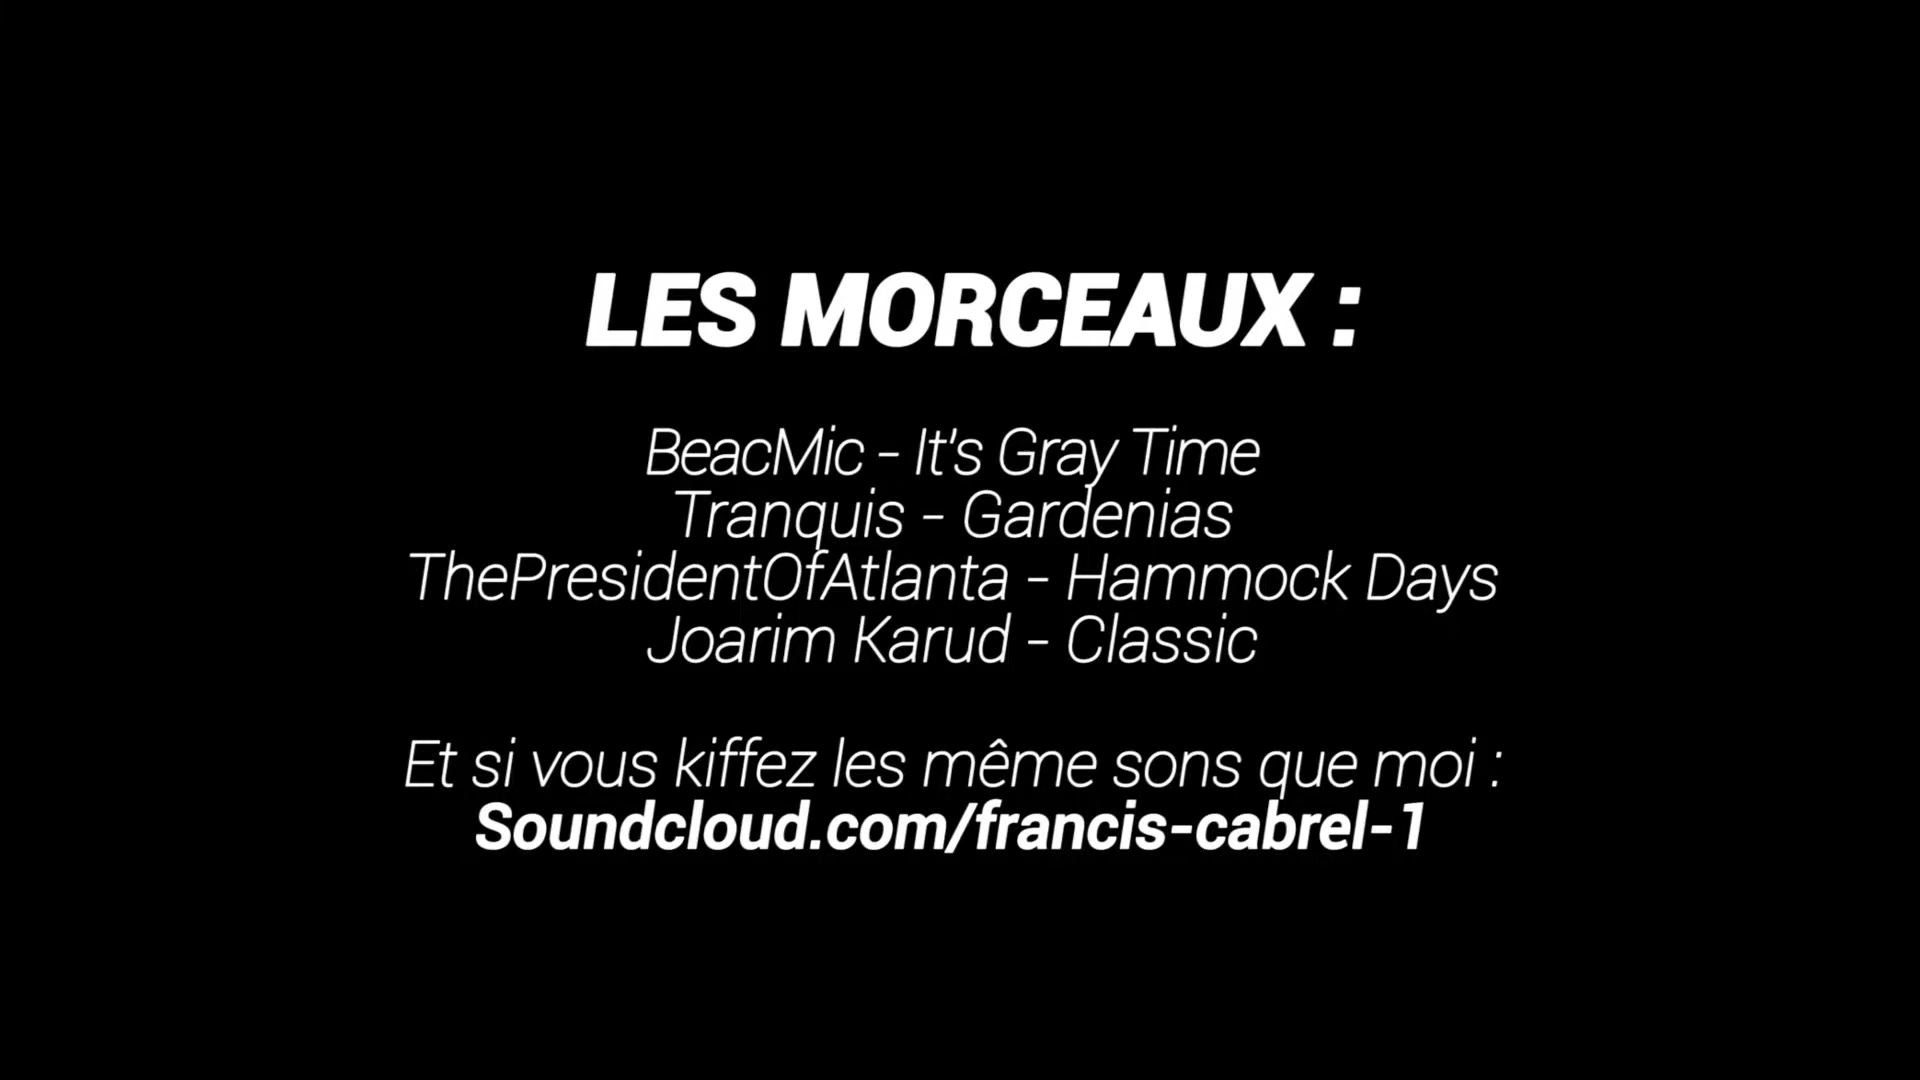 LES MORCEAUX :
BeacMic - It's Gray Time
Tranquis - Gardenias
ThePresidentOfAtlanta - Hammock Days
Joarim Karud - Classic
Et si vous kiffez les même sons que moi :
Soundcloud.com/francis-cabrel-1